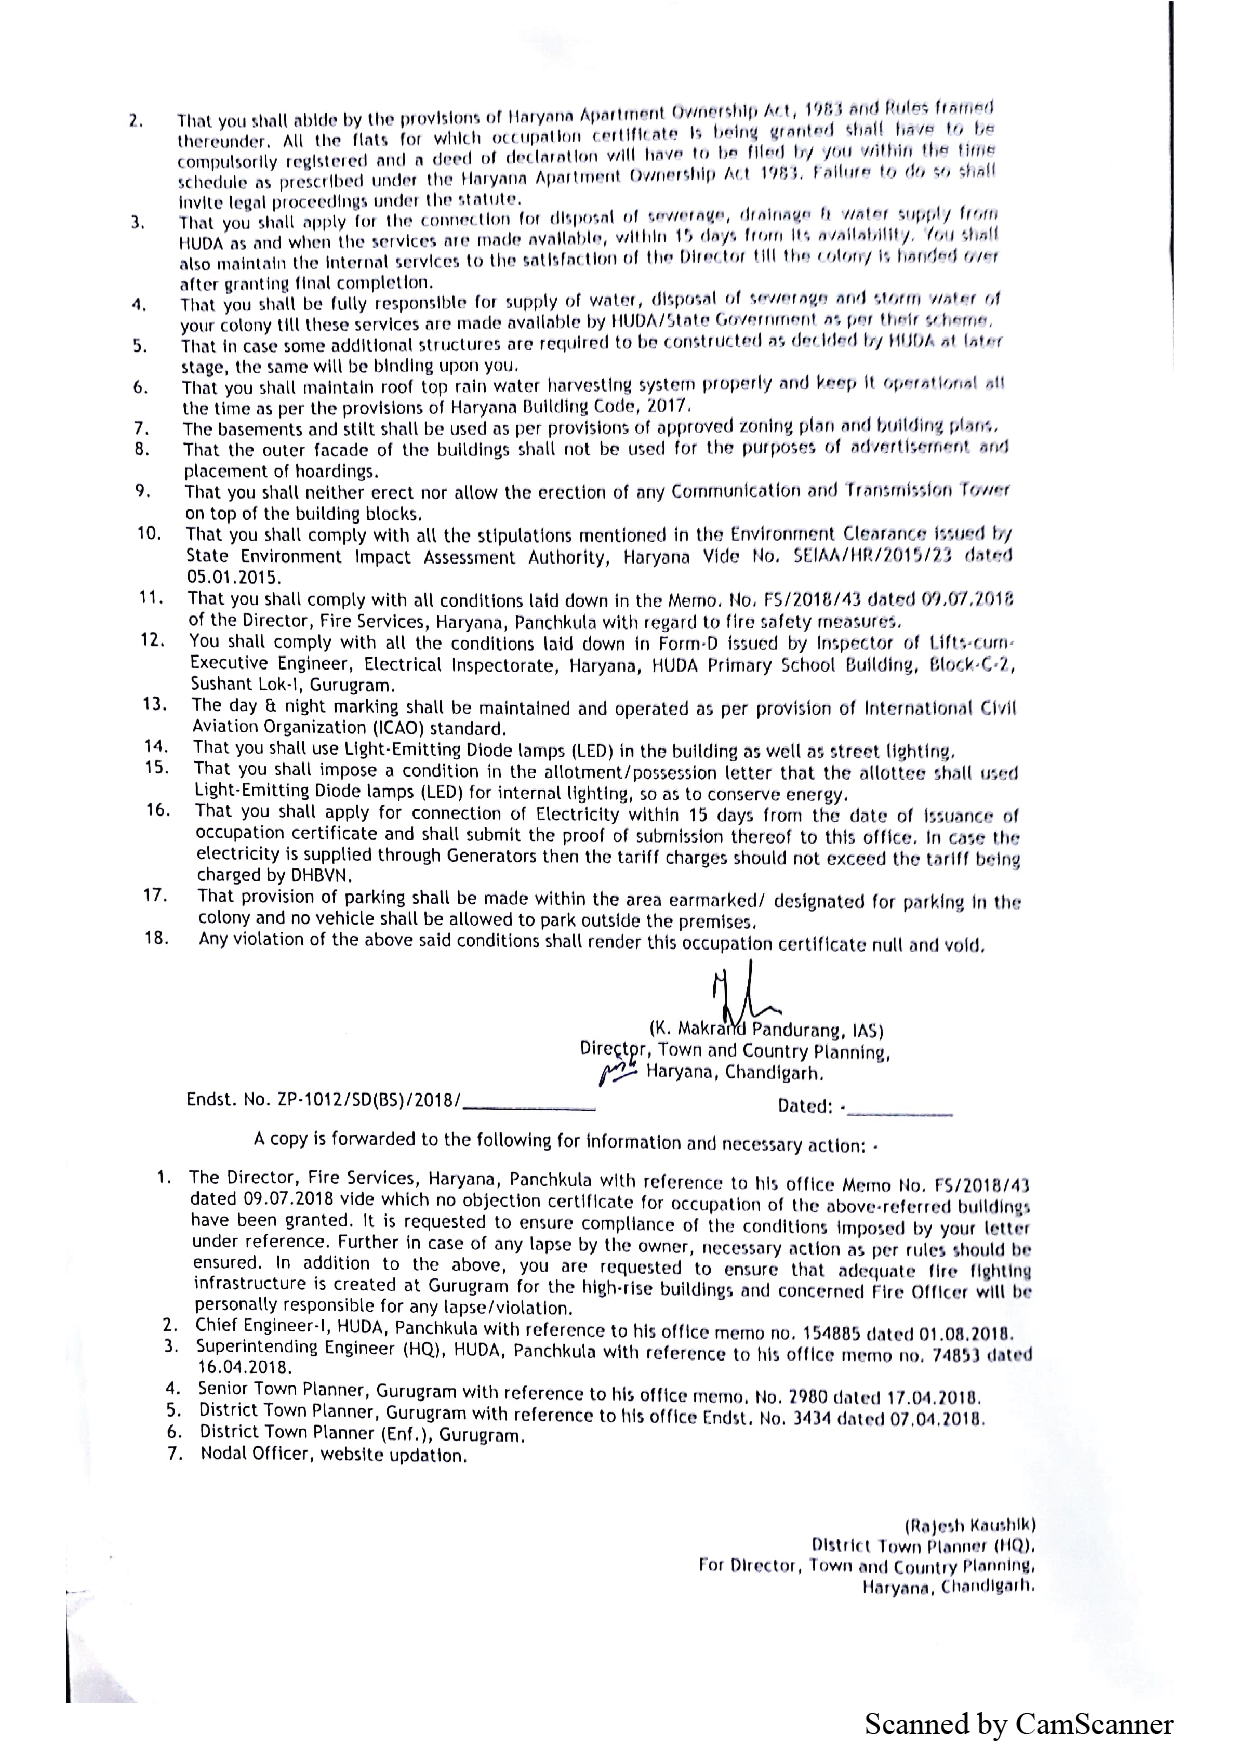 2. That you shall abide by the provisions of Haryana Apartment Ownership Act, 1983 and Rules framed
thereunder. All the flats for which occupation certificate is being granted shall have to be
compulsorily registered and a deed of declaration will have to be filed by you within the time
schedule as prescribed under the Haryana Apartment Ownership Act 1983. Failure to do so shall
invite legal proceedings under the statute.
3. That you shall apply for the connection for disposal of sewerage, drainage & water supply from
HUDA as and when the services are made available, within 15 days from its availability. You shall
also maintain the internal services to the satisfaction of the Director till the colony is handed over
after granting final completion.
4. That you shall be fully responsible for supply of water, disposal of sewerage and storm water of
your colony till these services are made available by HUDA/State Government as per their scheme.
5. That in case some additional structures are required to be constructed as decided by HUDA at later
stage, the same will be binding upon you.
6. That you shall maintain roof top rain water harvesting system properly and keep it operational all
the time as per the provisions of Haryana Building Code, 2017.
7. The basements and stilt shall be used as per provisions of approved zoning plan and building plans.
8. That the outer facade of the buildings shall not be used for the purposes of advertisement and
placement of hoardings.
9. That you shall neither erect nor allow the erection of any Communication and Transmission Tower
on top of the building blocks.
10. That you shall comply with all the stipulations mentioned in the Environment Clearance issued by
State Environment Impact Assessment Authority, Haryana Vide No. SEIAA/HR/2015/23 dated
05.01.2015.
11. That you shall comply with all conditions laid down in the Memo. No. FS/2018/43 dated 09.07.2018
of the Director, Fire Services, Haryana, Panchkula with regard to fire safety measures.
12. You shall comply with all the conditions laid down in Form-D issued by Inspector of Lifts-cum-
Executive Engineer, Electrical Inspectorate, Haryana, HUDA Primary School Building, Block-C-2,
Sushant Lok-I, Gurugram.
13. The day & night marking shall be maintained and operated as per provision of International Civil
Aviation Organization (ICAO) standard.
14. That you shall use Light-Emitting Diode lamps (LED) in the building as well as street lighting.
15. That you shall impose a condition in the allotment/possession letter that the allottee shall used
Light-Emitting Diode lamps (LED) for internal lighting, so as to conserve energy.
16. That you shall apply for connection of Electricity within 15 days from the date of issuance of
occupation certificate and shall submit the proof of submission thereof to this office. In case the
electricity is supplied through Generators then the tariff charges should not exceed the tariff being
charged by DHBVN.
17. That provision of parking shall be made within the area earmarked/ designated for parking in the
colony and no vehicle shall be allowed to park outside the premises.
18. Any violation of the above said conditions shall render this occupation certificate null and void.
(K. Makrand Pandurang, IAS)
Director, Town and Country Planning,
Haryana, Chandigarh.
Endst. No. ZP-1012/SD(BS)/2018/____________ Dated: -__________
A copy is forwarded to the following for information and necessary action: -
1. The Director, Fire Services, Haryana, Panchkula with reference to his office Memo No. FS/2018/43
dated 09.07.2018 vide which no objection certificate for occupation of the above-referred buildings
have been granted. It is requested to ensure compliance of the conditions imposed by your letter
under reference. Further in case of any lapse by the owner, necessary action as per rules should be
ensured. In addition to the above, you are requested to ensure that adequate fire fighting
infrastructure is created at Gurugram for the high-rise buildings and concerned Fire Officer will be
personally responsible for any lapse/violation.
2. Chief Engineer-I, HUDA, Panchkula with reference to his office memo no. 154885 dated 01.08.2018.
3. Superintending Engineer (HQ), HUDA, Panchkula with reference to his office memo no. 74853 dated
16.04.2018.
4. Senior Town Planner, Gurugram with reference to his office memo. No. 2980 dated 17.04.2018.
5. District Town Planner, Gurugram with reference to his office Endst. No. 3434 dated 07.04.2018.
6. District Town Planner (Enf.), Gurugram.
7. Nodal Officer, website updation.
(Rajesh Kaushik)
District Town Planner (HQ),
For Director, Town and Country Planning,
Haryana, Chandigarh.
Scanned by CamScanner